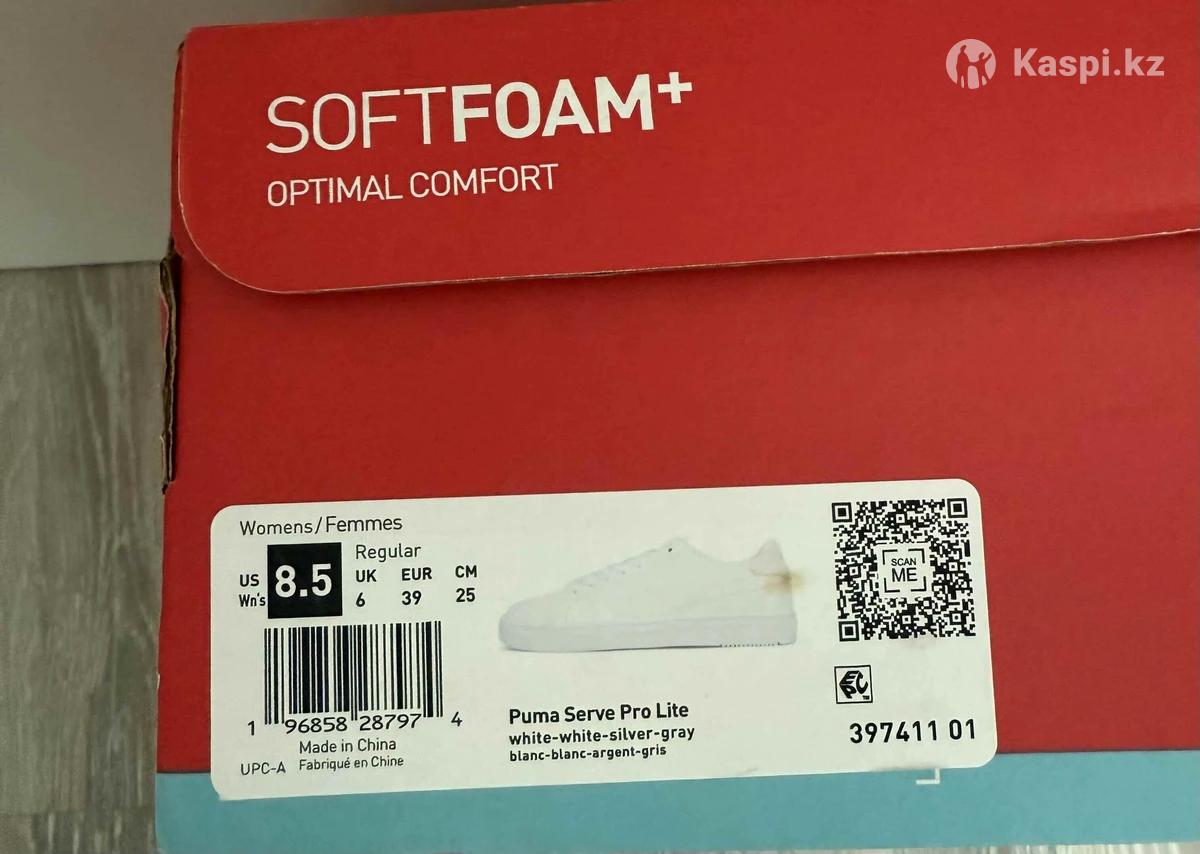 Kaspi.kz
SOFTFOAM+
OPTIMAL COMFORT
Womens/Femmes
Regular
US Wn's 8.5
UK EUR CM
6 39 25
SCAN ME
1 96858 28797 4
Made in China
UPC-A Fabriqué en Chine
Puma Serve Pro Lite
white-white-silver-gray
blanc-blanc-argent-gris
EPC
TM
397411 01